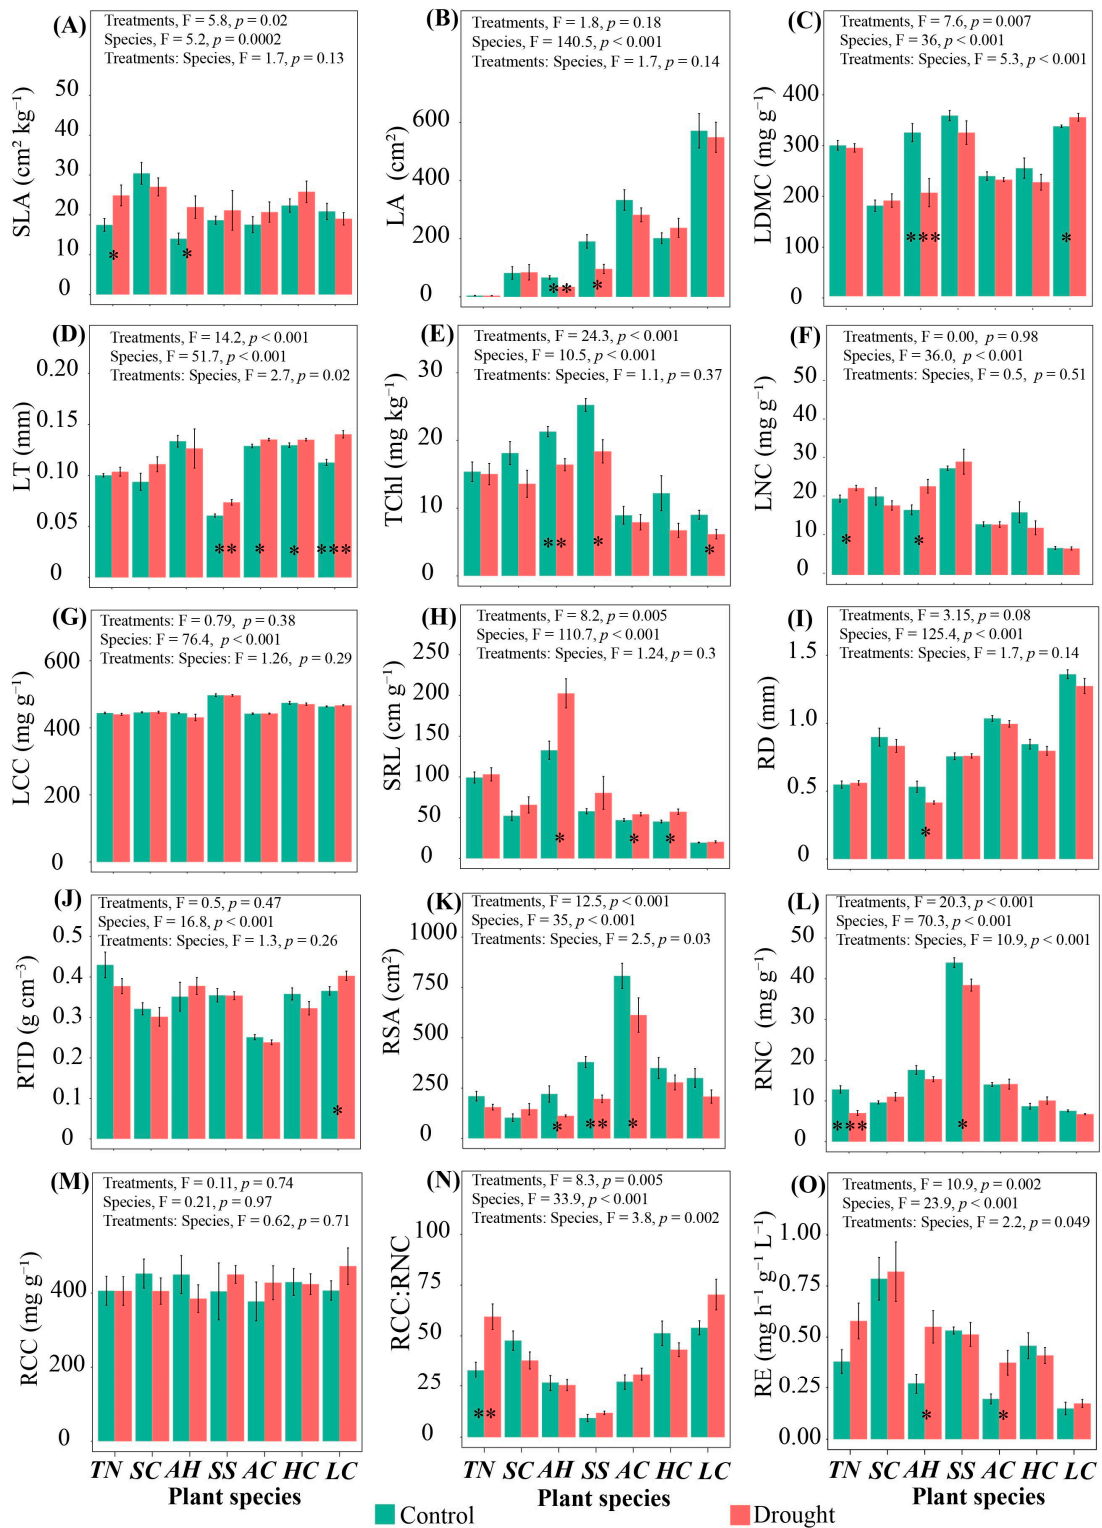 (A)
Treatments, F = 5.8, p = 0.02
Species, F = 5.2, p = 0.0002
Treatments: Species, F = 1.7, p = 0.13
SLA (cm² kg⁻¹)
50
40
30
20
10
0
*
*
(B)
Treatments, F = 1.8, p = 0.18
Species, F = 140.5, p < 0.001
Treatments: Species, F = 1.7, p = 0.14
LA (cm²)
600
400
200
0
**
*
(C)
Treatments, F = 7.6, p = 0.007
Species, F = 36, p < 0.001
Treatments: Species, F = 5.3, p < 0.001
LDMC (mg g⁻¹)
400
300
200
100
0
***
*
(D)
Treatments, F = 14.2, p < 0.001
Species, F = 51.7, p < 0.001
Treatments: Species, F = 2.7, p = 0.02
LT (mm)
0.20
0.15
0.10
0.05
0
**
*
*
***
(E)
Treatments, F = 24.3, p < 0.001
Species, F = 10.5, p < 0.001
Treatments: Species, F = 1.1, p = 0.37
TChl (mg kg⁻¹)
30
20
10
0
**
*
*
(F)
Treatments, F = 0.00, p = 0.98
Species, F = 36.0, p < 0.001
Treatments: Species, F = 0.5, p = 0.51
LNC (mg g⁻¹)
50
40
30
20
10
0
*
*
(G)
Treatments: F = 0.79, p = 0.38
Species: F = 76.4, p < 0.001
Treatments: Species: F = 1.26, p = 0.29
LCC (mg g⁻¹)
600
400
200
0
(H)
Treatments, F = 8.2, p = 0.005
Species, F = 110.7, p < 0.001
Treatments: Species, F = 1.24, p = 0.3
SRL (cm g⁻¹)
250
200
150
100
50
0
*
*
*
(I)
Treatments, F = 3.15, p = 0.08
Species, F = 125.4, p < 0.001
Treatments: Species, F = 1.7, p = 0.14
RD (mm)
1.5
1.0
0.5
0
*
(J)
Treatments, F = 0.5, p = 0.47
Species, F = 16.8, p < 0.001
Treatments: Species, F = 1.3, p = 0.26
RTD (g cm⁻³)
0.5
0.4
0.3
0.2
0.1
0
*
(K)
Treatments, F = 12.5, p < 0.001
Species, F = 35, p < 0.001
Treatments: Species, F = 2.5, p = 0.03
RSA (cm²)
1000
750
500
250
0
*
**
*
(L)
Treatments, F = 20.3, p < 0.001
Species, F = 70.3, p < 0.001
Treatments: Species, F = 10.9, p < 0.001
RNC (mg g⁻¹)
50
40
30
20
10
0
***
*
(M)
Treatments, F = 0.11, p = 0.74
Species, F = 0.21, p = 0.97
Treatments: Species, F = 0.62, p = 0.71
RCC (mg g⁻¹)
400
200
0
TN SC AH SS AC HC LC
Plant species
(N)
Treatments, F = 8.3, p = 0.005
Species, F = 33.9, p < 0.001
Treatments: Species, F = 3.8, p = 0.002
RCC:RNC
100
75
50
25
0
**
TN SC AH SS AC HC LC
Plant species
(O)
Treatments, F = 10.9, p = 0.002
Species, F = 23.9, p < 0.001
Treatments: Species, F = 2.2, p = 0.049
RE (mg h⁻¹ g⁻¹ L⁻¹)
1.00
0.75
0.50
0.25
0.00
*
*
TN SC AH SS AC HC LC
Plant species
Control
Drought